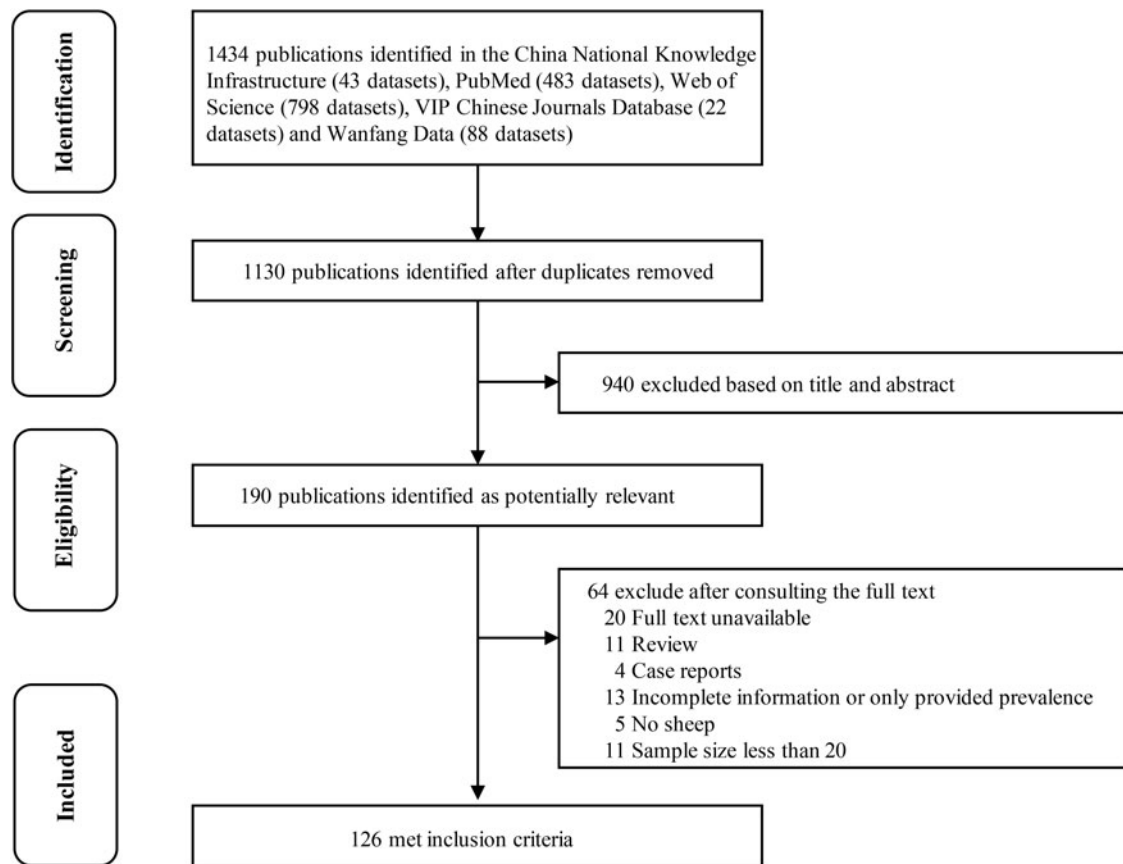 Identification
1434 publications identified in the China National Knowledge
Infrastructure (43 datasets), PubMed (483 datasets), Web of
Science (798 datasets), VIP Chinese Journals Database (22
datasets) and Wanfang Data (88 datasets)
Screening
1130 publications identified after duplicates removed
940 excluded based on title and abstract
Eligibility
190 publications identified as potentially relevant
64 exclude after consulting the full text
20 Full text unavailable
11 Review
4 Case reports
13 Incomplete information or only provided prevalence
5 No sheep
11 Sample size less than 20
Included
126 met inclusion criteria